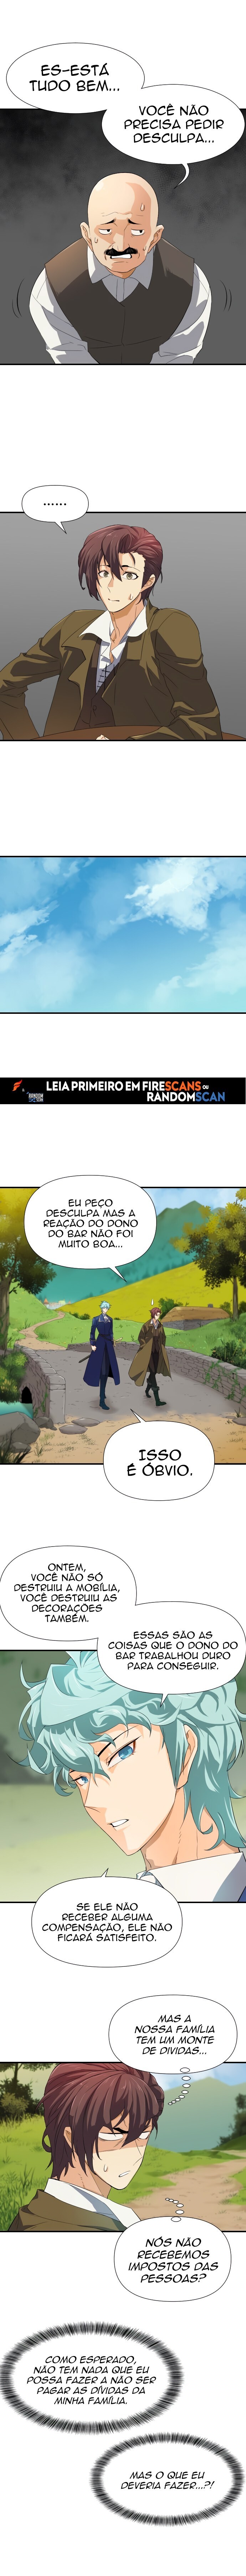 ES-ESTÁ
TUDO BEM...
VOCÊ NÃO
PRECISA PEDIR
DESCULPA...
......
LEIA PRIMEIRO EM FIRESCANS OU
RANDOMSCAN
EU PEÇO
DESCULPA MAS A
REAÇÃO DO DONO
DO BAR NÃO FOI
MUITO BOA...
!
ISSO
É ÓBVIO.
ONTEM,
VOCÊ NÃO SÓ
DESTRUIU A MOBÍLIA,
VOCÊ DESTRUIU AS
DECORAÇÕES
TAMBÉM.
ESSAS SÃO AS
COISAS QUE O DONO DO
BAR TRABALHOU DURO
PARA CONSEGUIR.
SE ELE NÃO
RECEBER ALGUMA
COMPENSAÇÃO, ELE NÃO
FICARÁ SATISFEITO.
MAS A
NOSSA FAMÍLIA
TEM UM MONTE
DE DIVIDAS...
NÓS NÃO
RECEBEMOS
IMPOSTOS DAS
PESSOAS?
COMO ESPERADO,
NÃO TEM NADA QUE EU
POSSA FAZER A NÃO SER
PAGAR AS DÍVIDAS DA
MINHA FAMÍLIA.
MAS O QUE EU
DEVERIA FAZER...?!